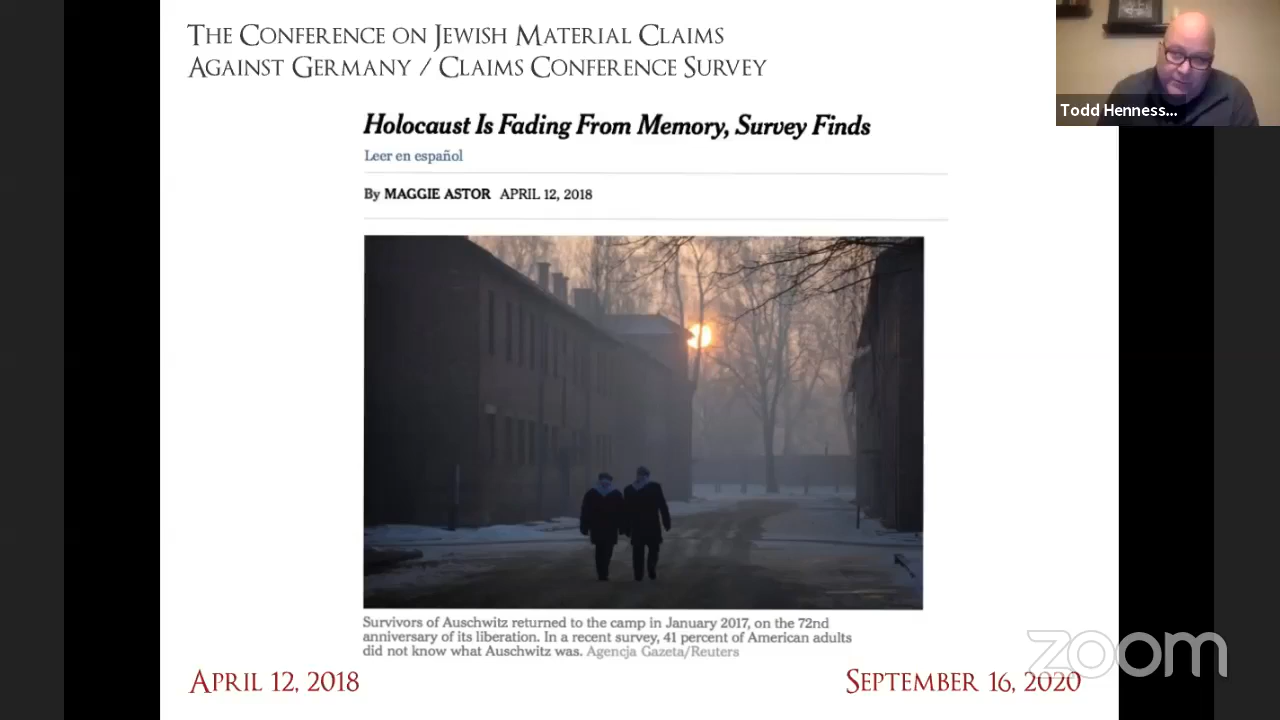 THE CONFERENCE ON JEWISH MATERIAL CLAIMS
AGAINST GERMANY / CLAIMS CONFERENCE SURVEY
Todd Henness...
Holocaust Is Fading From Memory, Survey Finds
Leer en español
By MAGGIE ASTOR APRIL 12, 2018
Survivors of Auschwitz returned to the camp in January 2017, on the 72nd
anniversary of its liberation. In a recent survey, 41 percent of American adults
did not know what Auschwitz was. Agencja Gazeta/Reuters
APRIL 12, 2018
SEPTEMBER 16, 2020
zoom